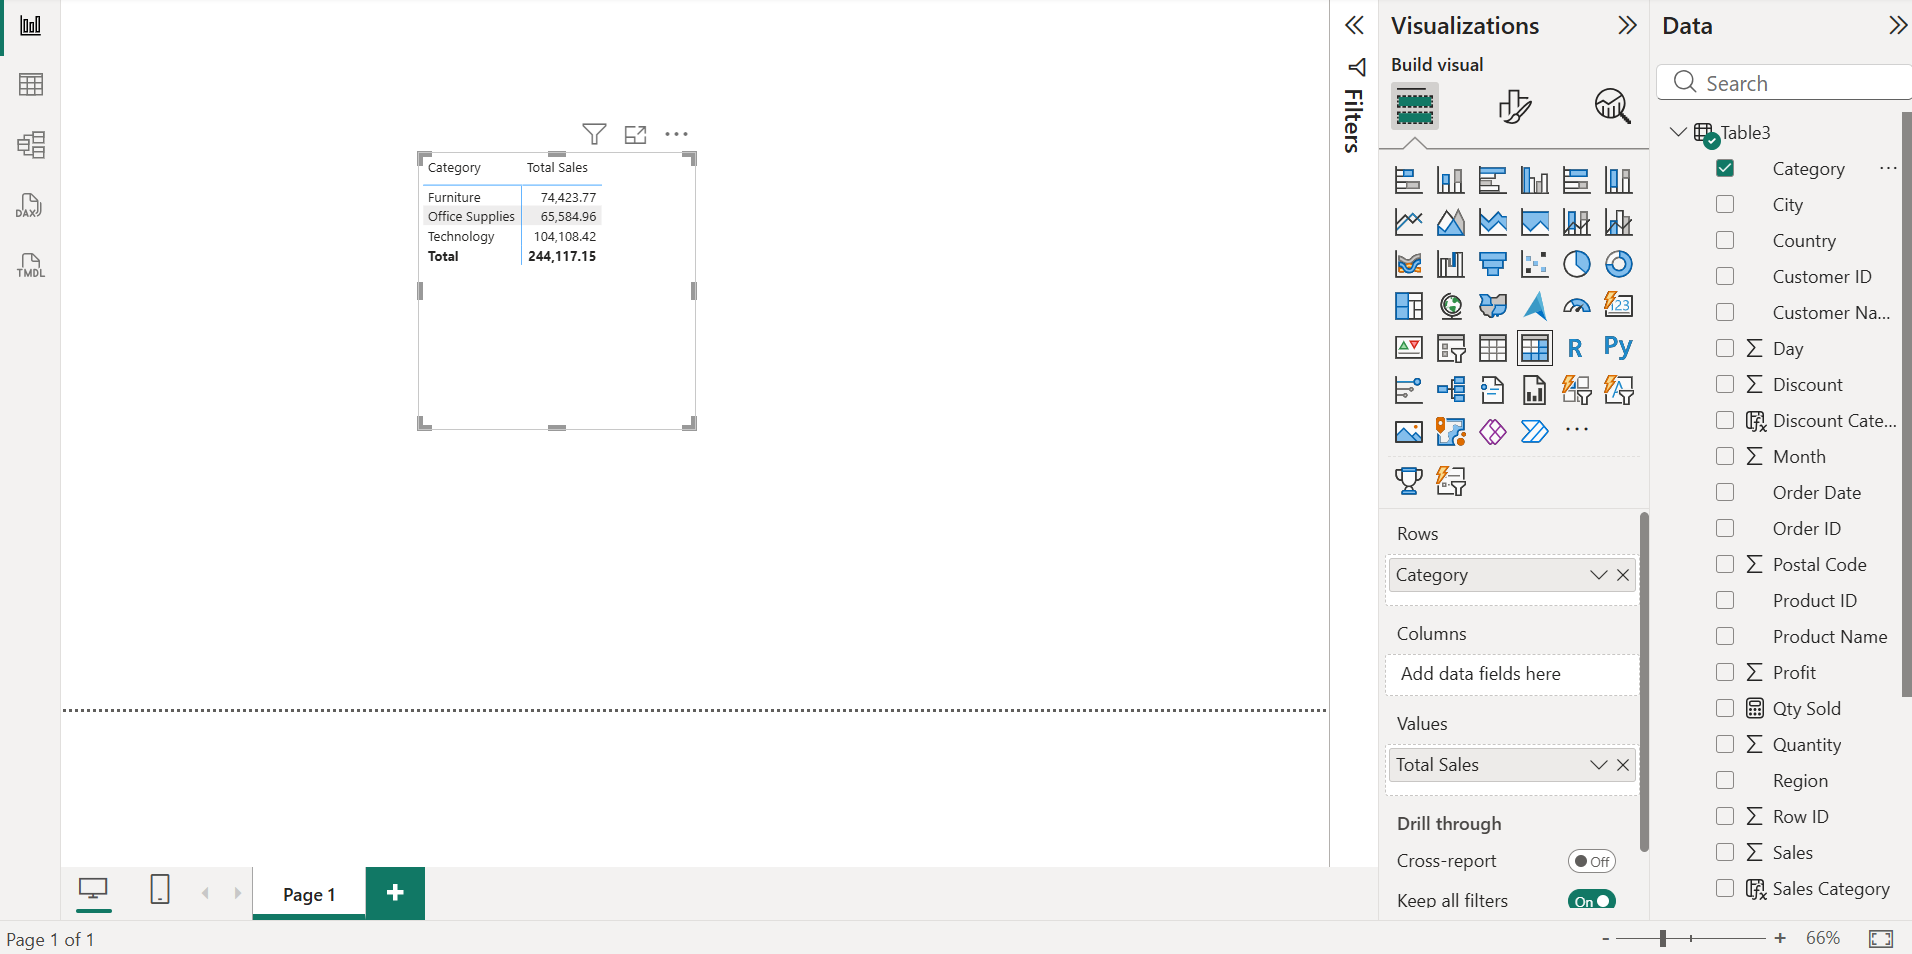 Category Total Sales
Furniture 74,423.77
Office Supplies 65,584.96
Technology 104,108.42
Total 244,117.15
DAX
TMDL
Filters
Visualizations
Build visual
123
R
Py
Rows
Category
Columns
Add data fields here
Values
Total Sales
Drill through
Cross-report Off
Keep all filters On
Data
Search
Table3
Category ...
City
Country
Customer ID
Customer Na...
Σ Day
Σ Discount
fx Discount Cate...
Σ Month
Order Date
Order ID
Σ Postal Code
Product ID
Product Name
Σ Profit
Qty Sold
Σ Quantity
Region
Σ Row ID
Σ Sales
fx Sales Category
Page 1 +
Page 1 of 1
- + 66%